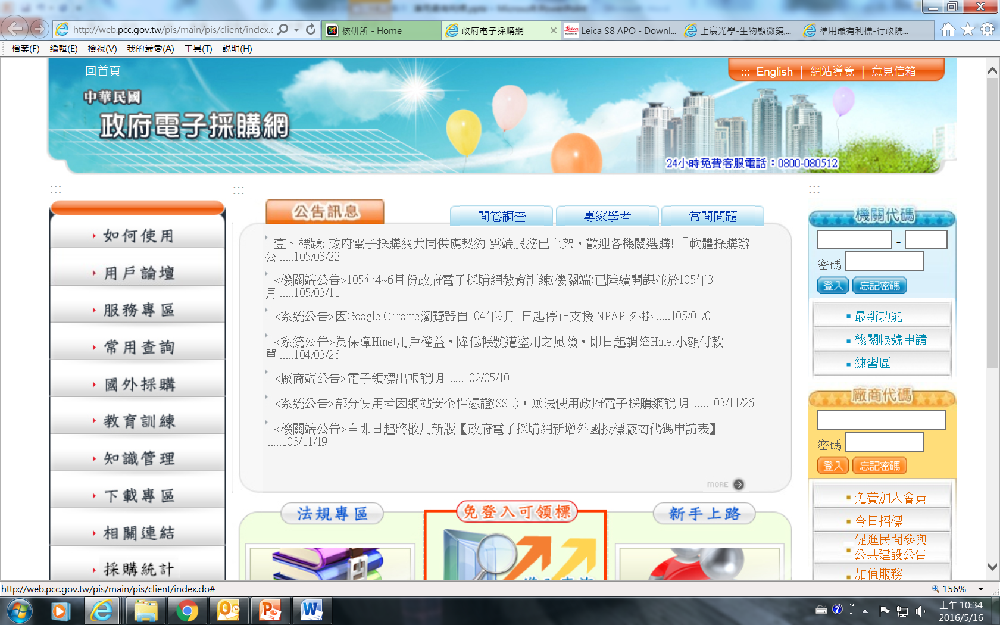 http://web.pcc.gov.tw/pis/main/pis/client/index.c
核研所 - Home
政府電子採購網
Leica S8 APO - Downl...
上宸光學-生物顯微鏡,...
準用最有利標-行政院...
檔案(F) 編輯(E) 檢視(V) 我的最愛(A) 工具(T) 說明(H)
回首頁
::: English | 網站導覽 | 意見信箱
中華民國
政府電子採購網
24小時免費客服電話：0800-080512
:::
:::
:::
如何使用
用戶論壇
服務專區
常用查詢
國外採購
教育訓練
知識管理
下載專區
相關連結
採購統計
公告訊息
問卷調查
專家學者
常問問題
壹、標題: 政府電子採購網共同供應契約-雲端服務已上架，歡迎各機關選購! 「軟體採購辦
公 .....105/03/22
<機關端公告>105年4~6月份政府電子採購網教育訓練(機關端)已陸續開課並於105年3
月 .....105/03/11
<系統公告>因Google Chrome瀏覽器自104年9月1日起停止支援 NPAPI外掛 .....105/01/01
<系統公告>為保障Hinet用戶權益，降低帳號遭盜用之風險，即日起調降Hinet小額付款
單 .....104/03/26
<廠商端公告>電子領標出帳說明 .....102/05/10
<系統公告>部分使用者因網站安全性憑證(SSL)，無法使用政府電子採購網說明 .....103/11/26
<機關端公告>自即日起將啟用新版【政府電子採購網新增外國投標廠商代碼申請表】
.....103/11/19
MORE
法規專區
免登入可領標
新手上路
機關代碼
-
密碼
登入 忘記密碼
最新功能
機關帳號申請
練習區
廠商代碼
密碼
登入 忘記密碼
免費加入會員
今日招標
促進民間參與
公共建設公告
加值服務
http://web.pcc.gov.tw/pis/main/pis/client/index.do#
156%
上午 10:34
2016/5/16